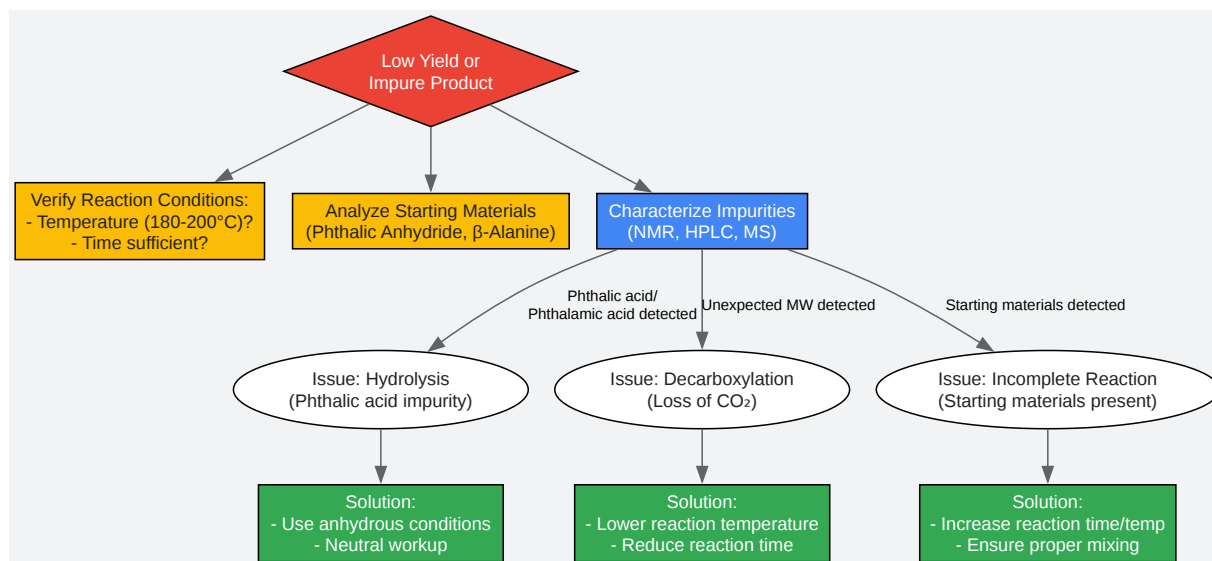 Low Yield or
Impure Product
Verify Reaction Conditions:
- Temperature (180-200°C)?
- Time sufficient?
Analyze Starting Materials
(Phthalic Anhydride, β-Alanine)
Characterize Impurities
(NMR, HPLC, MS)
Phthalic acid/
Phthalamic acid detected
Unexpected MW detected
Starting materials detected
Issue: Hydrolysis
(Phthalic acid impurity)
Issue: Decarboxylation
(Loss of CO₂)
Issue: Incomplete Reaction
(Starting materials present)
Solution:
- Use anhydrous conditions
- Neutral workup
Solution:
- Lower reaction temperature
- Reduce reaction time
Solution:
- Increase reaction time/temp
- Ensure proper mixing